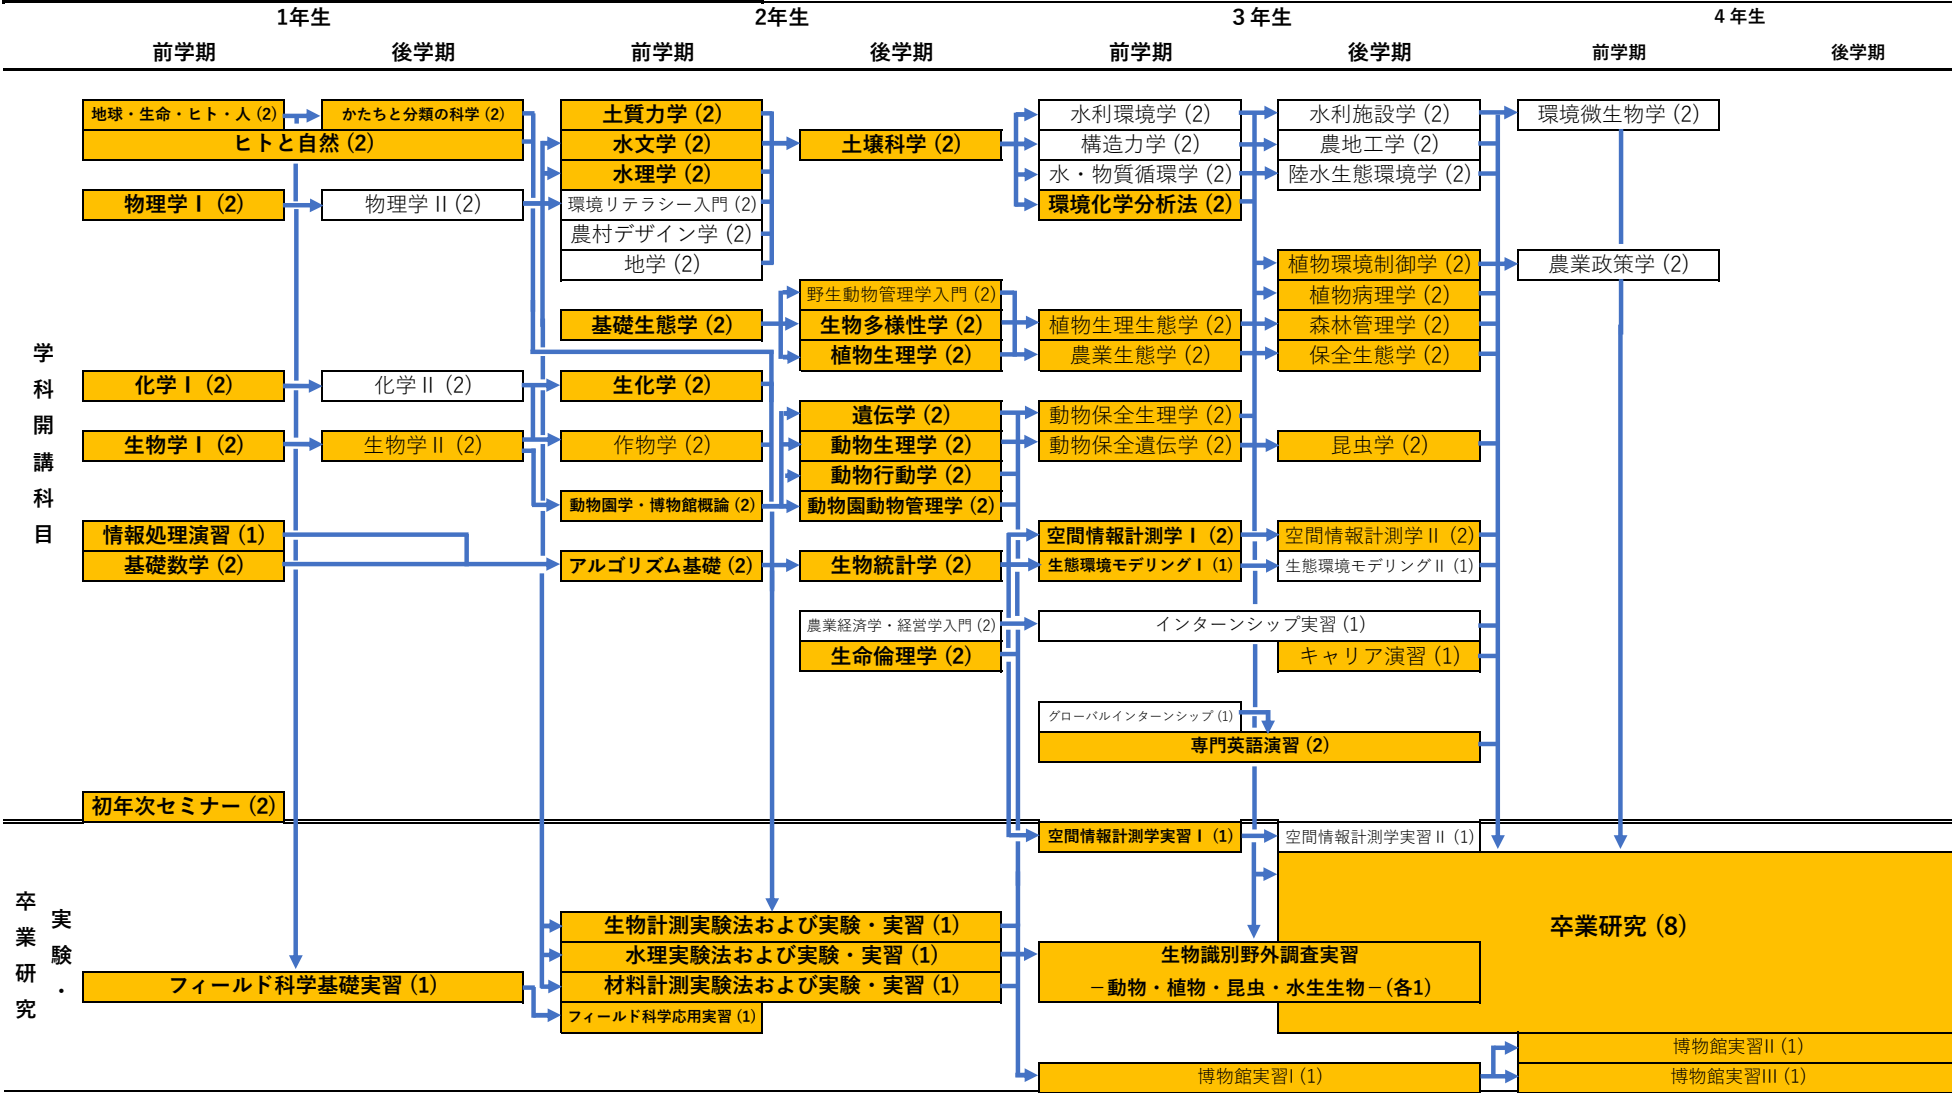 1年生 2年生 3年生 4年生
前学期 後学期 前学期 後学期 前学期 後学期 前学期 後学期
地球・生命・ヒト・人 (2) かたちと分類の科学 (2) 土質力学 (2) 水利環境学 (2) 水利施設学 (2) 環境微生物学 (2)
ヒトと自然 (2) 水文学 (2) 土壌科学 (2) 構造力学 (2) 農地工学 (2)
水理学 (2) 水・物質循環学 (2) 陸水生態環境学 (2)
物理学Ⅰ (2) 物理学Ⅱ (2) 環境リテラシー入門 (2) 環境化学分析法 (2)
農村デザイン学 (2)
地学 (2) 植物環境制御学 (2) 農業政策学 (2)
野生動物管理学入門 (2) 植物病理学 (2)
基礎生態学 (2) 生物多様性学 (2) 植物生理生態学 (2) 森林管理学 (2)
植物生理学 (2) 農業生態学 (2) 保全生態学 (2)
化学Ⅰ (2) 化学Ⅱ (2) 生化学 (2)
遺伝学 (2) 動物保全生理学 (2)
生物学Ⅰ (2) 生物学Ⅱ (2) 作物学 (2) 動物生理学 (2) 動物保全遺伝学 (2) 昆虫学 (2)
動物行動学 (2)
動物園学・博物館概論 (2) 動物園動物管理学 (2)
情報処理演習 (1) 空間情報計測学Ⅰ (2) 空間情報計測学Ⅱ (2)
基礎数学 (2) アルゴリズム基礎 (2) 生物統計学 (2) 生態環境モデリングⅠ (1) 生態環境モデリングⅡ (1)
農業経済学・経営学入門 (2) インターンシップ実習 (1)
生命倫理学 (2) キャリア演習 (1)
グローバルインターンシップ (1)
専門英語演習 (2)
初年次セミナー (2)
学科開講科目
空間情報計測学実習Ⅰ (1) 空間情報計測学実習Ⅱ (1)
生物計測実験法および実験・実習 (1) 卒業研究 (8)
水理実験法および実験・実習 (1) 生物識別野外調査実習
フィールド科学基礎実習 (1) 材料計測実験法および実験・実習 (1) －動物・植物・昆虫・水生生物－(各1)
フィールド科学応用実習 (1)
博物館実習II (1)
博物館実習I (1) 博物館実習III (1)
実験・
卒業研究